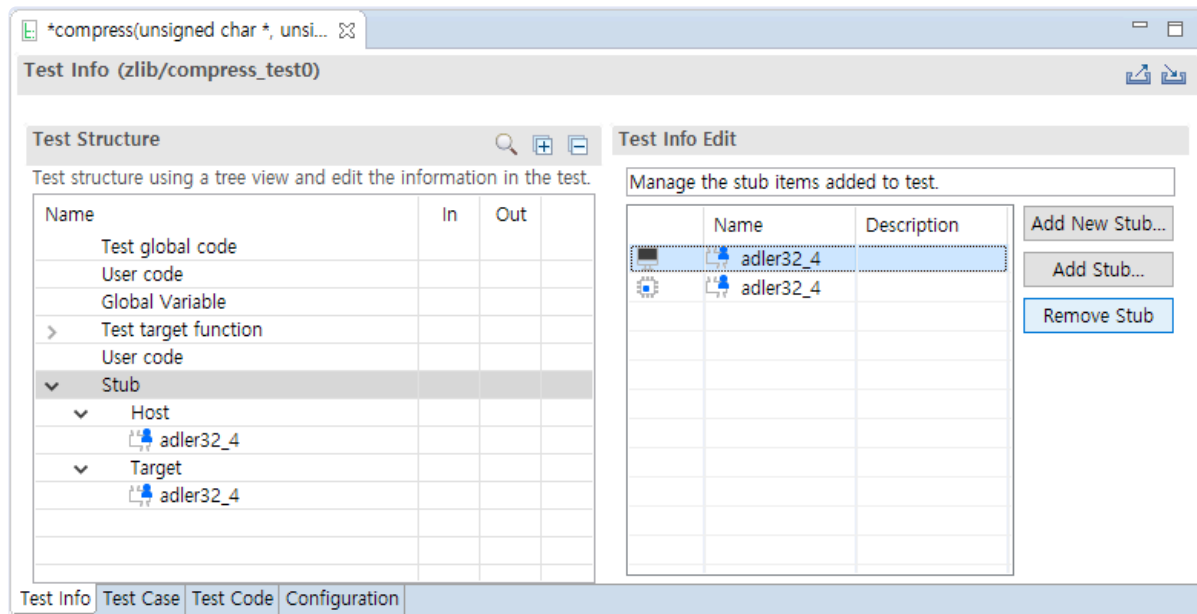 *compress(unsigned char *, unsi...
Test Info (zlib/compress_test0)
Test Structure
Test structure using a tree view and edit the information in the test.
Name In Out
Test global code
User code
Global Variable
Test target function
User code
Stub
Host
adler32_4
Target
adler32_4
Test Info Edit
Manage the stub items added to test.
Name Description
adler32_4
adler32_4
Add New Stub...
Add Stub...
Remove Stub
Test Info Test Case Test Code Configuration